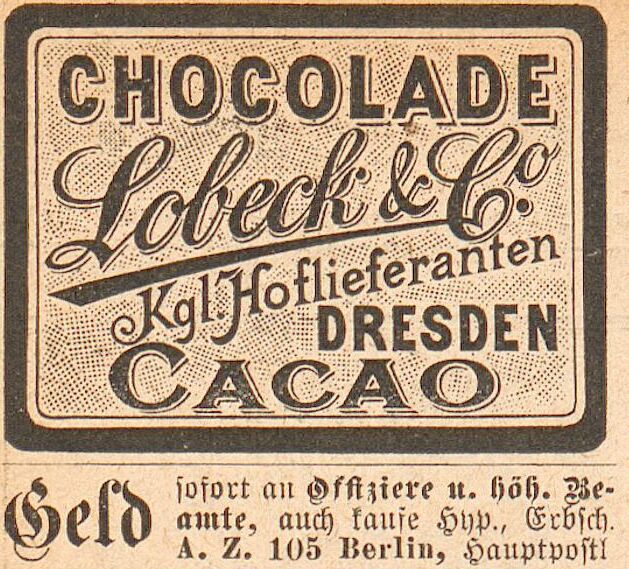 CHOCOLADE
Lobeck & Co.
Kgl. Hoflieferanten
DRESDEN
CACAO
Geld sofort an Offiziere u. höh. Be-
amte, auch kaufe Hyp., Erbsch.
A. Z. 105 Berlin, Hauptpostl